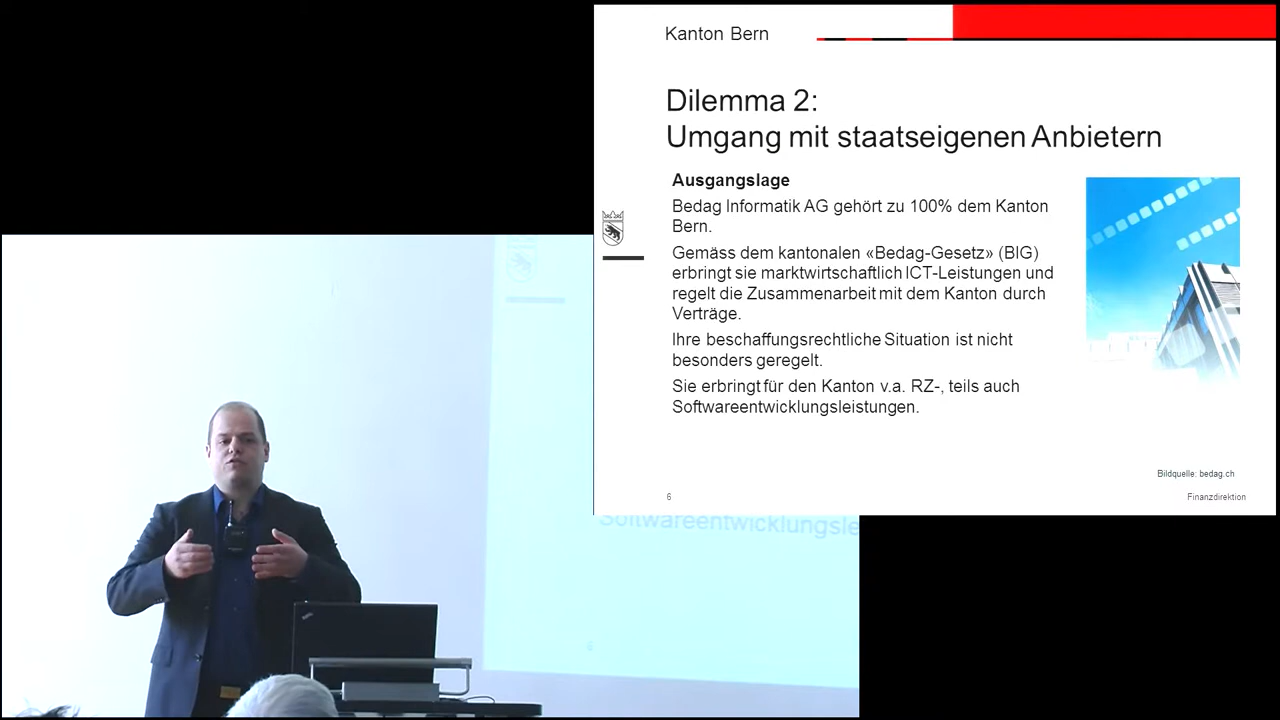 Kanton Bern
Dilemma 2:
Umgang mit staatseigenen Anbietern
Ausgangslage
Bedag Informatik AG gehört zu 100% dem Kanton
Bern.
Gemäss dem kantonalen «Bedag-Gesetz» (BIG)
erbringt sie marktwirtschaftlich ICT-Leistungen und
regelt die Zusammenarbeit mit dem Kanton durch
Verträge.
Ihre beschaffungsrechtliche Situation ist nicht
besonders geregelt.
Sie erbringt für den Kanton v.a. RZ-, teils auch
Softwareentwicklungsleistungen.
Bildquelle: bedag.ch
6
Finanzdirektion
Softwareentwicklungsle
6